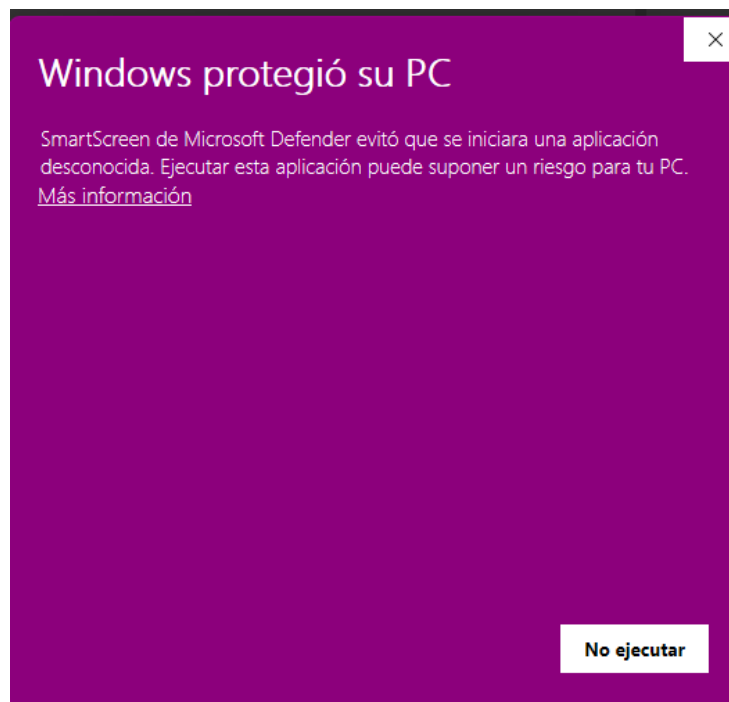 Windows protegió su PC
SmartScreen de Microsoft Defender evitó que se iniciara una aplicación
desconocida. Ejecutar esta aplicación puede suponer un riesgo para tu PC.
Más información
No ejecutar